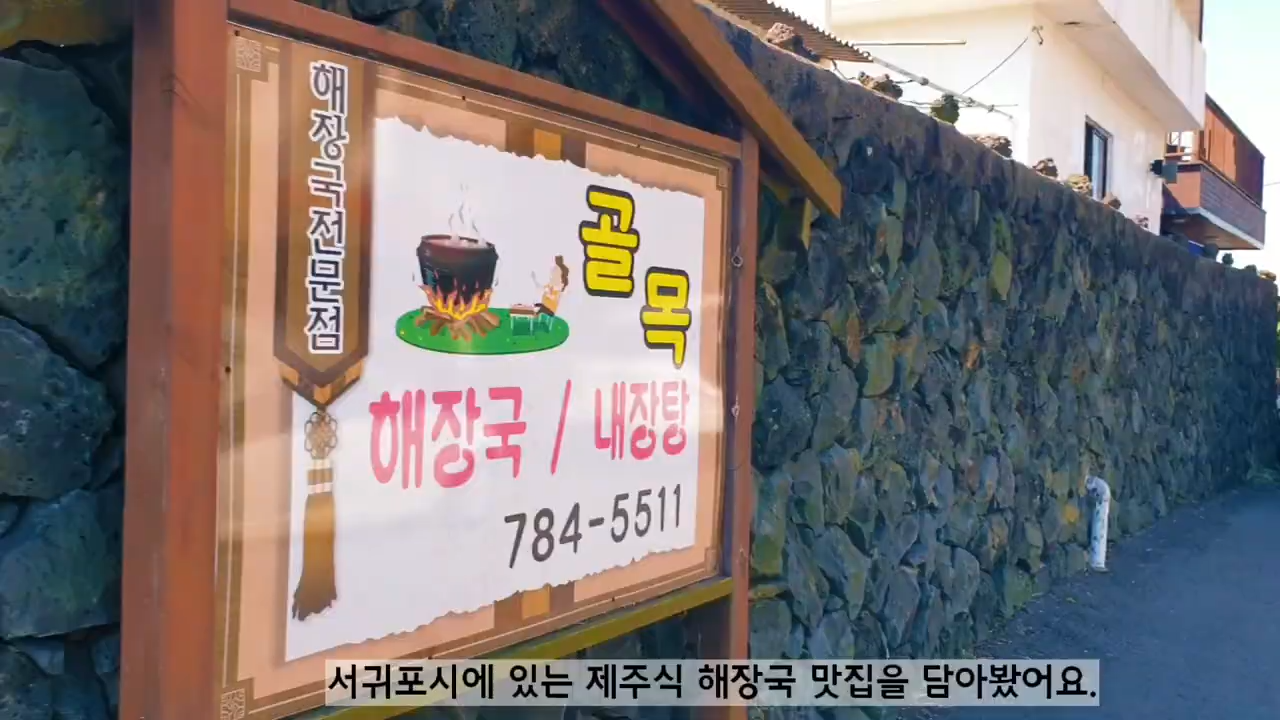 해장국전문점
골목
해장국 / 내장탕
784-5511
서귀포시에 있는 제주식 해장국 맛집을 담아봤어요.